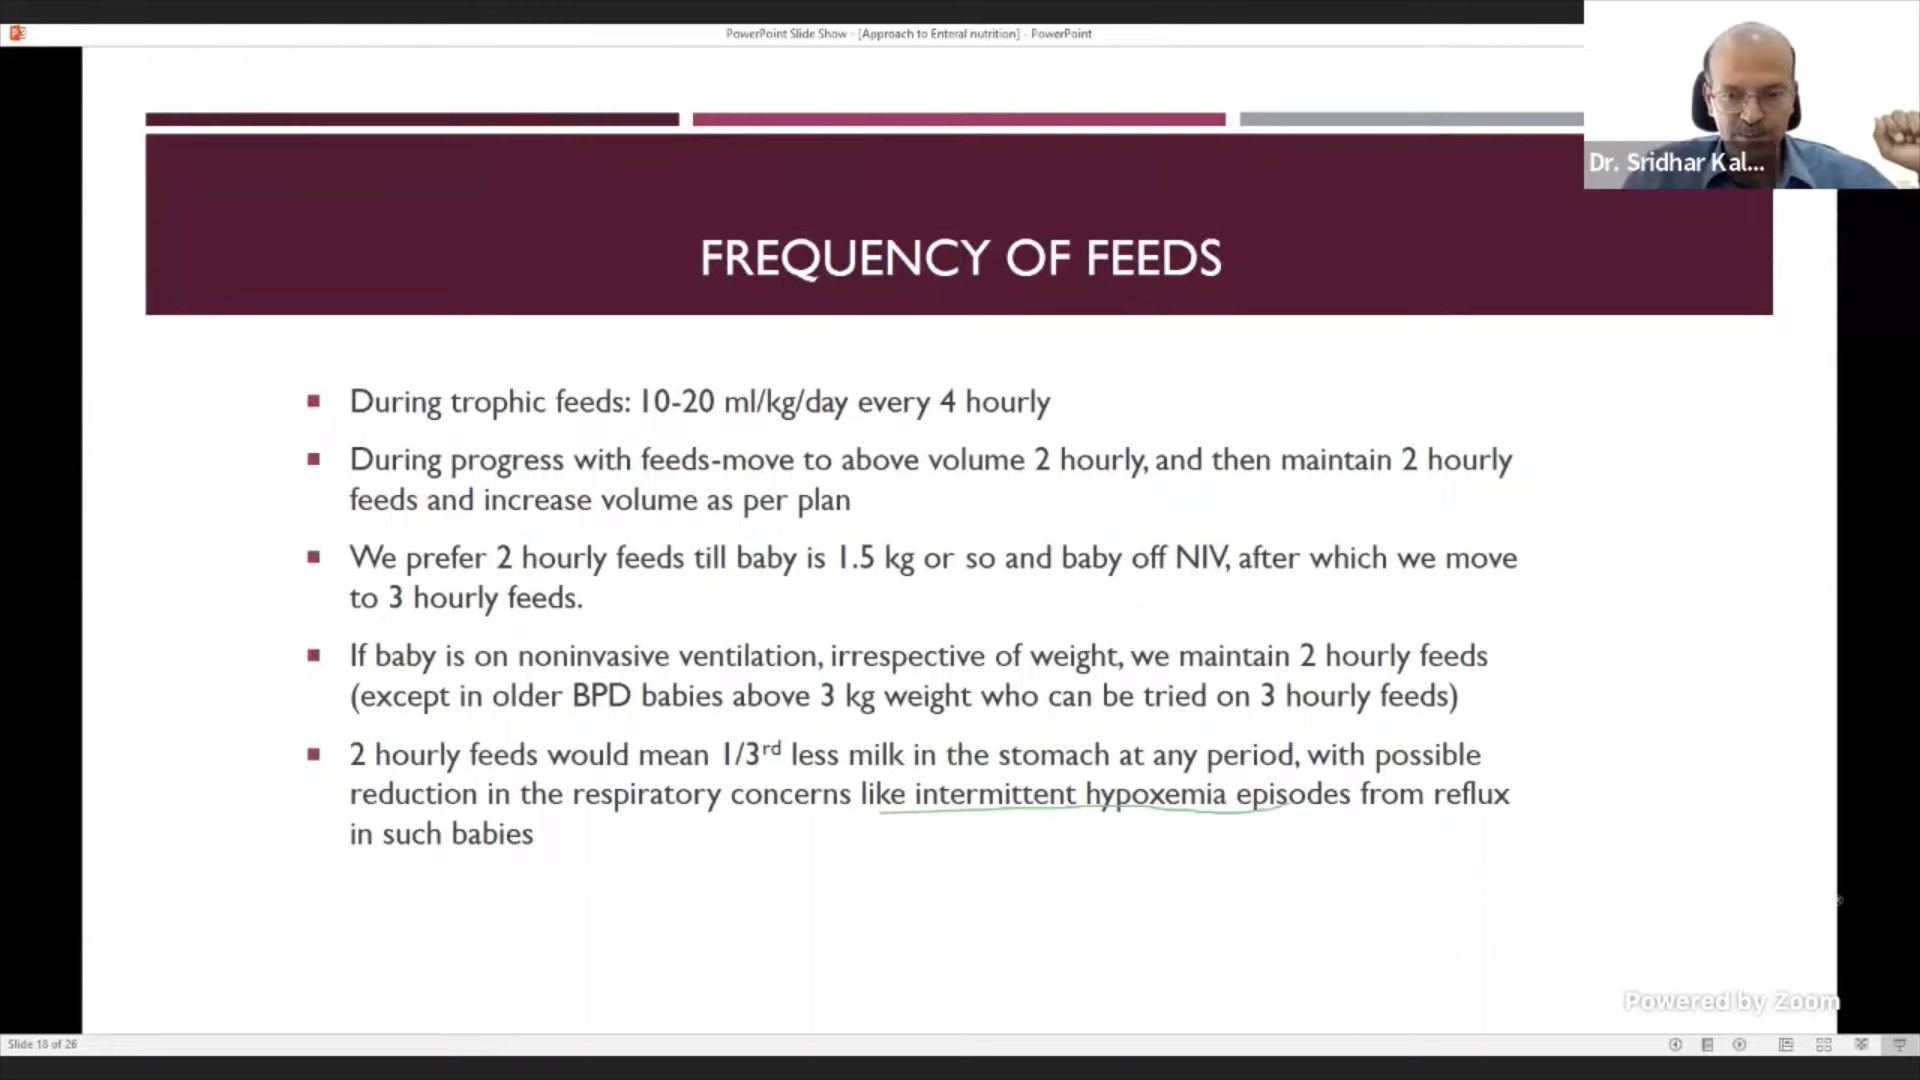 PowerPoint Slide Show - [Approach to Enteral nutrition] - PowerPoint
Dr. Sridhar Kal...
FREQUENCY OF FEEDS
During trophic feeds: 10-20 ml/kg/day every 4 hourly
During progress with feeds-move to above volume 2 hourly, and then maintain 2 hourly
feeds and increase volume as per plan
We prefer 2 hourly feeds till baby is 1.5 kg or so and baby off NIV, after which we move
to 3 hourly feeds.
If baby is on noninvasive ventilation, irrespective of weight, we maintain 2 hourly feeds
(except in older BPD babies above 3 kg weight who can be tried on 3 hourly feeds)
2 hourly feeds would mean 1/3rd less milk in the stomach at any period, with possible
reduction in the respiratory concerns like intermittent hypoxemia episodes from reflux
in such babies
Powered by Zoom
Slide 18 of 26